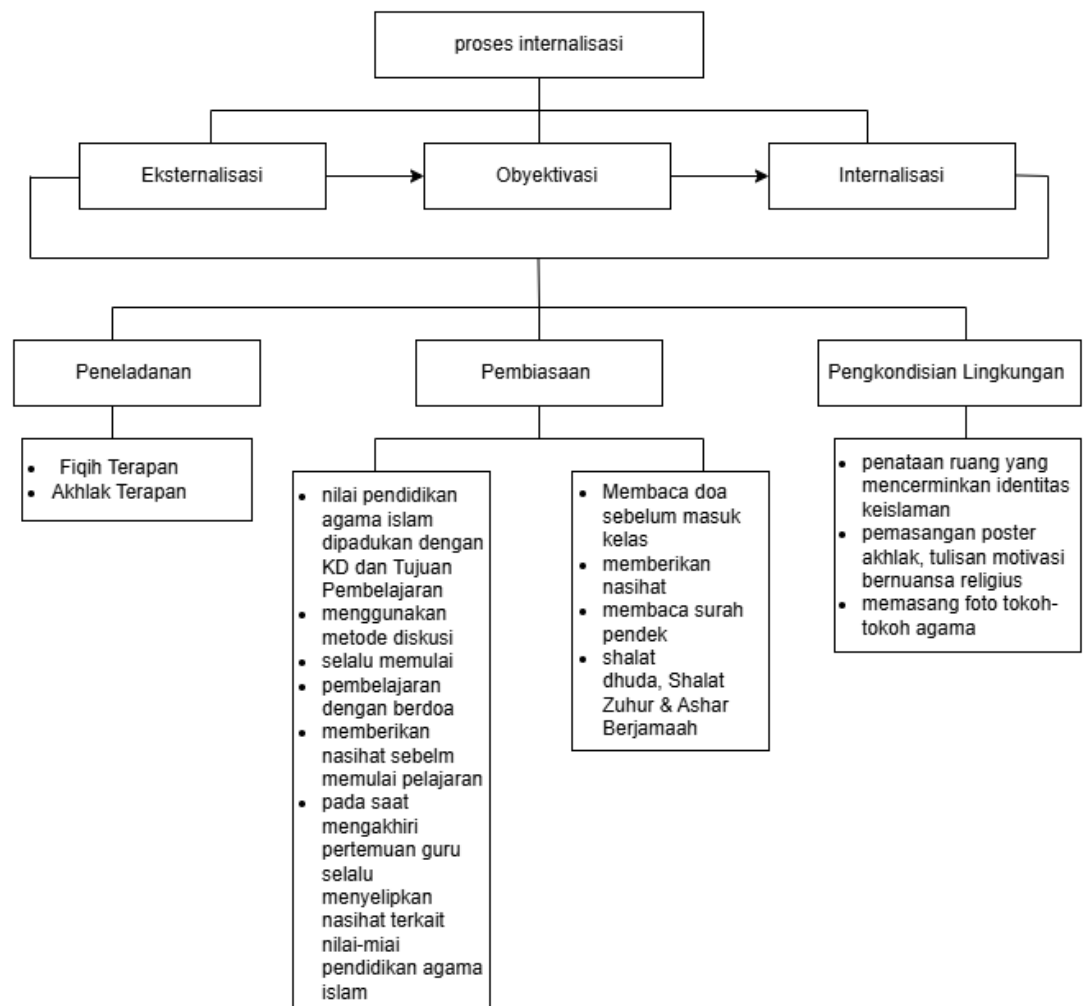 proses internalisasi
Eksternalisasi
Obyektivasi
Internalisasi
Peneladanan
Pembiasaan
Pengkondisian Lingkungan
• Fiqih Terapan
• Akhlak Terapan
• nilai pendidikan
agama islam
dipadukan dengan
KD dan Tujuan
Pembelajaran
• menggunakan
metode diskusi
• selalu memulai
• pembelajaran
dengan berdoa
• memberikan
nasihat sebelm
memulai pelajaran
• pada saat
mengakhiri
pertemuan guru
selalu
menyelipkan
nasihat terkait
nilai-miai
pendidikan agama
islam
• Membaca doa
sebelum masuk
kelas
• memberikan
nasihat
• membaca surah
pendek
• shalat
dhuda, Shalat
Zuhur & Ashar
Berjamaah
• penataan ruang yang
mencerminkan identitas
keislaman
• pemasangan poster
akhlak, tulisan motivasi
bernuansa religius
• memasang foto tokoh-
tokoh agama